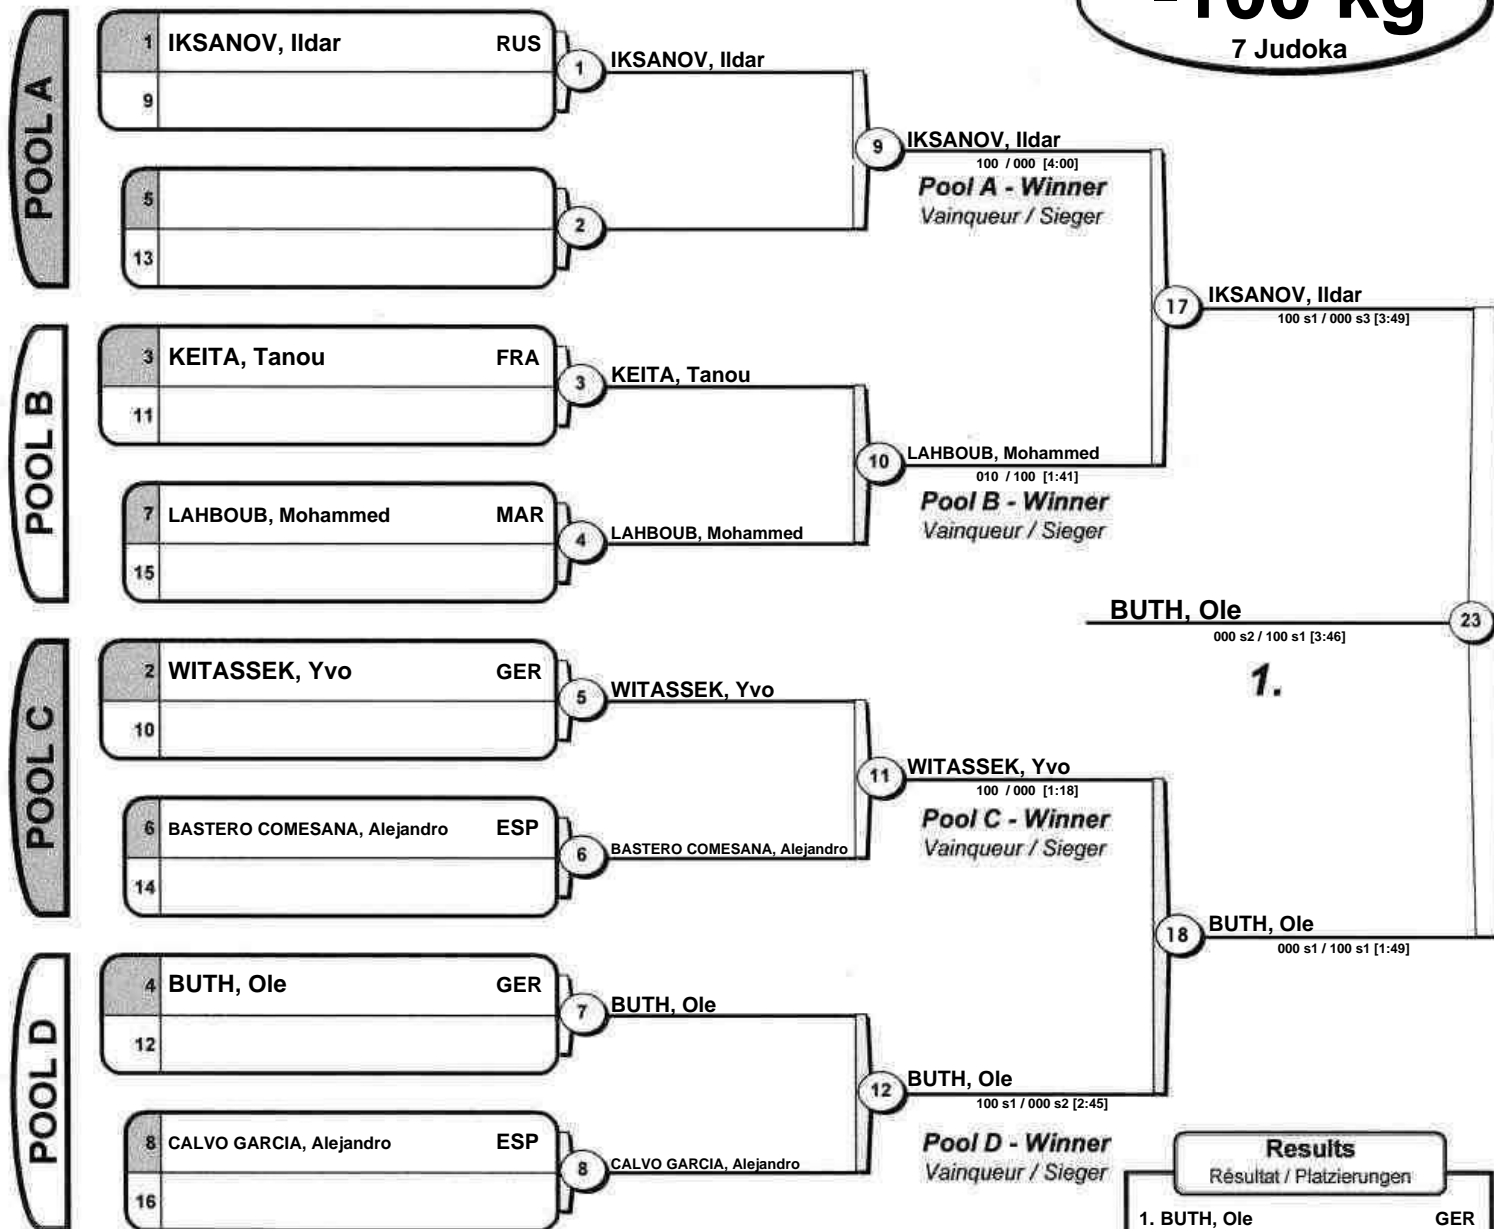 -100 kg
7 Judoka
POOL A
1 IKSANOV, Ildar RUS
9
5
13
1 IKSANOV, Ildar
2
9 IKSANOV, Ildar
100 / 000 [4:00]
Pool A - Winner
Vainqueur / Sieger
POOL B
3 KEITA, Tanou FRA
11
7 LAHBOUB, Mohammed MAR
15
3 KEITA, Tanou
4 LAHBOUB, Mohammed
10 LAHBOUB, Mohammed
010 / 100 [1:41]
Pool B - Winner
Vainqueur / Sieger
17 IKSANOV, Ildar
100 s1 / 000 s3 [3:49]
POOL C
2 WITASSEK, Yvo GER
10
6 BASTERO COMESANA, Alejandro ESP
14
5 WITASSEK, Yvo
6 BASTERO COMESANA, Alejandro
11 WITASSEK, Yvo
100 / 000 [1:18]
Pool C - Winner
Vainqueur / Sieger
POOL D
4 BUTH, Ole GER
12
8 CALVO GARCIA, Alejandro ESP
16
7 BUTH, Ole
8 CALVO GARCIA, Alejandro
12 BUTH, Ole
100 s1 / 000 s2 [2:45]
Pool D - Winner
Vainqueur / Sieger
18 BUTH, Ole
000 s1 / 100 s1 [1:49]
BUTH, Ole 23
000 s2 / 100 s1 [3:46]
1.
Results
Résultat / Platzierungen
1. BUTH, Ole GER